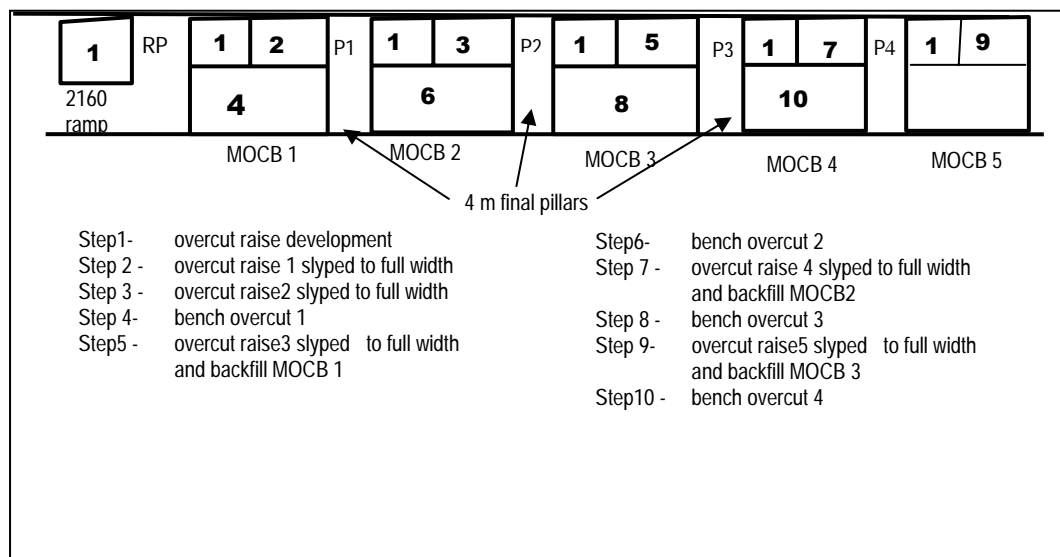 1 RP 1 2 P1 1 3 P2 1 5 P3 1 7 P4 1 9
2160
ramp
4 6 8 10
MOCB 1 MOCB 2 MOCB 3 MOCB 4 MOCB 5
4 m final pillars
Step1- overcut raise development
Step 2 - overcut raise 1 slyped to full width
Step 3 - overcut raise2 slyped to full width
Step 4- bench overcut 1
Step5 - overcut raise3 slyped to full width
and backfill MOCB 1
Step6- bench overcut 2
Step 7 - overcut raise 4 slyped to full width
and backfill MOCB2
Step 8 - bench overcut 3
Step 9- overcut raise5 slyped to full width
and backfill MOCB 3
Step10 - bench overcut 4